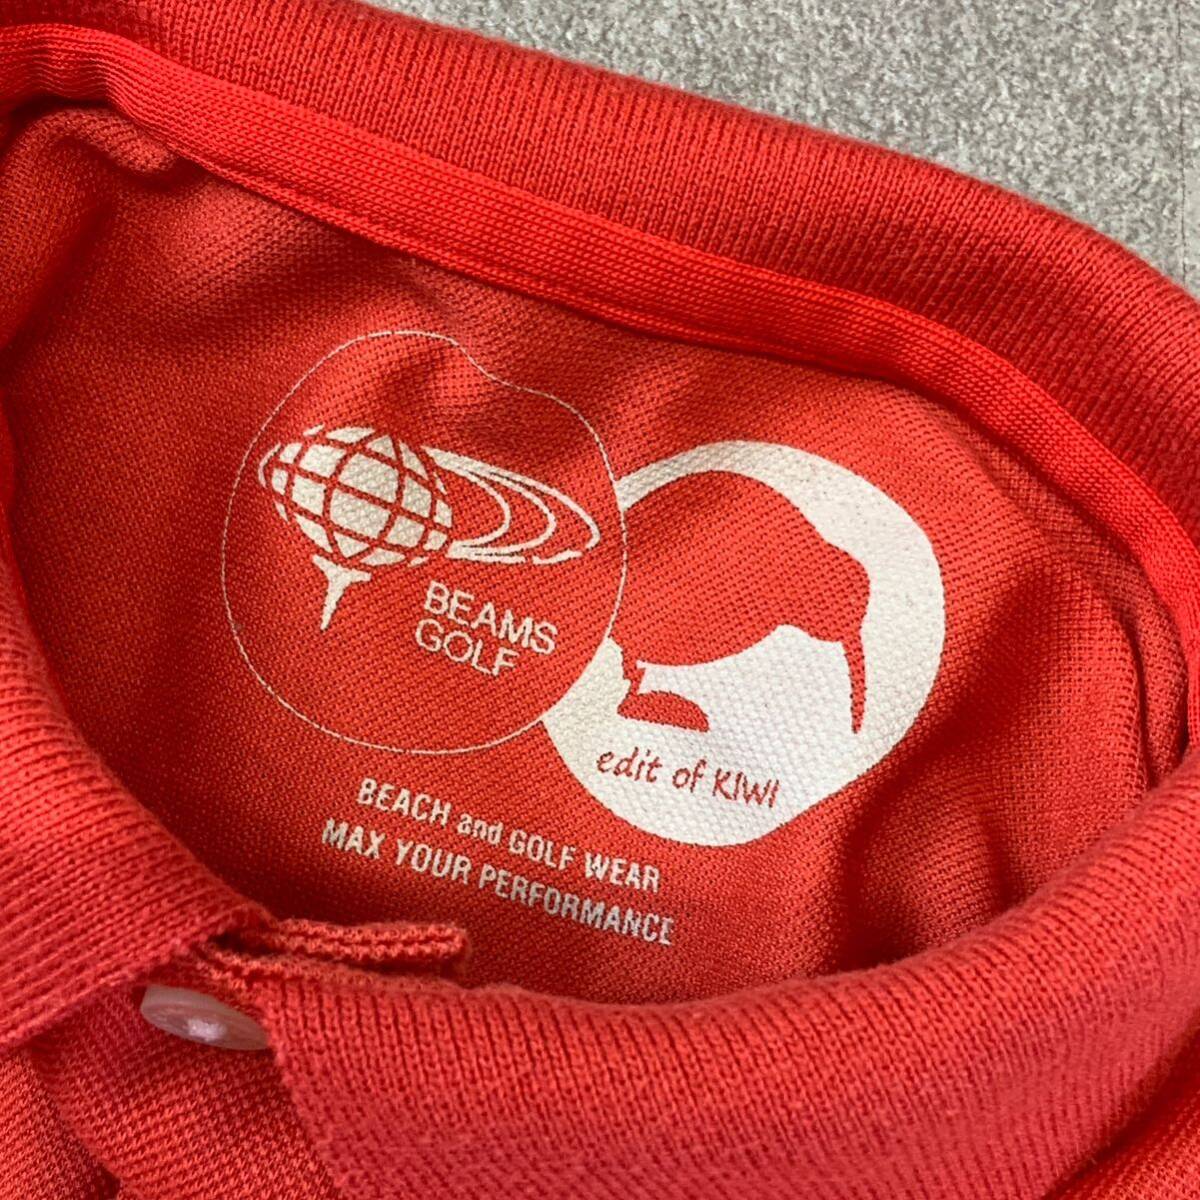 BEAMS
GOLF
edit of KIWI
BEACH and GOLF WEAR
MAX YOUR PERFORMANCE